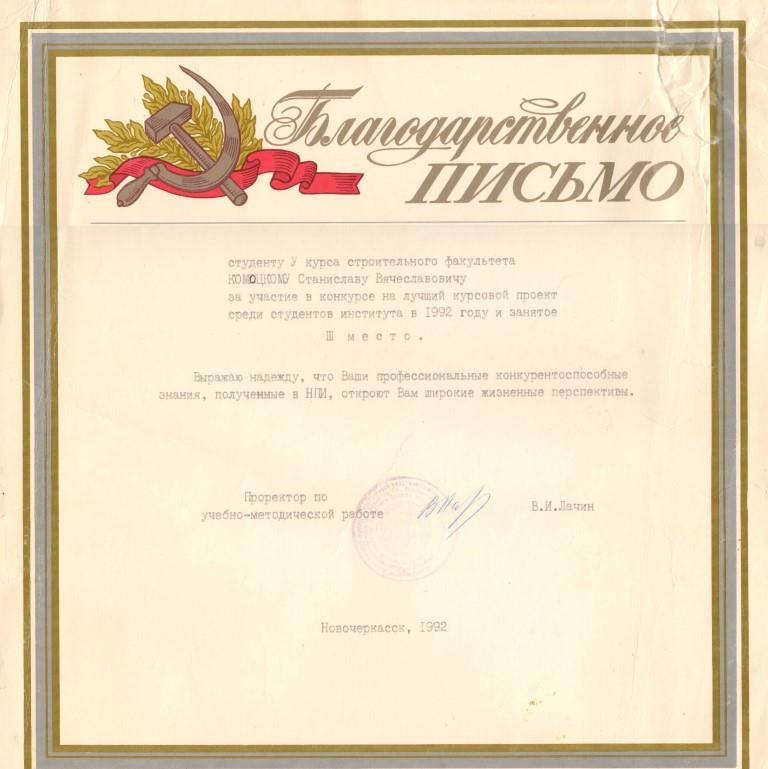 Благодарственное
ПИСЬМО
студенту У курса строительного факультета
КОМОЦКОМУ Станиславу Вячеславовичу
за участие в конкурсе на лучший курсовой проект
среди студентов института в 1992 году и занятое
Ш место.
Выражаю надежду, что Ваши профессиональные конкурентоспособные
знания, полученные в НПИ, откроют Вам широкие жизненные перспективы.
Проректор по
учебно-методической работе
В.И.Лачин
Новочеркасск, 1992